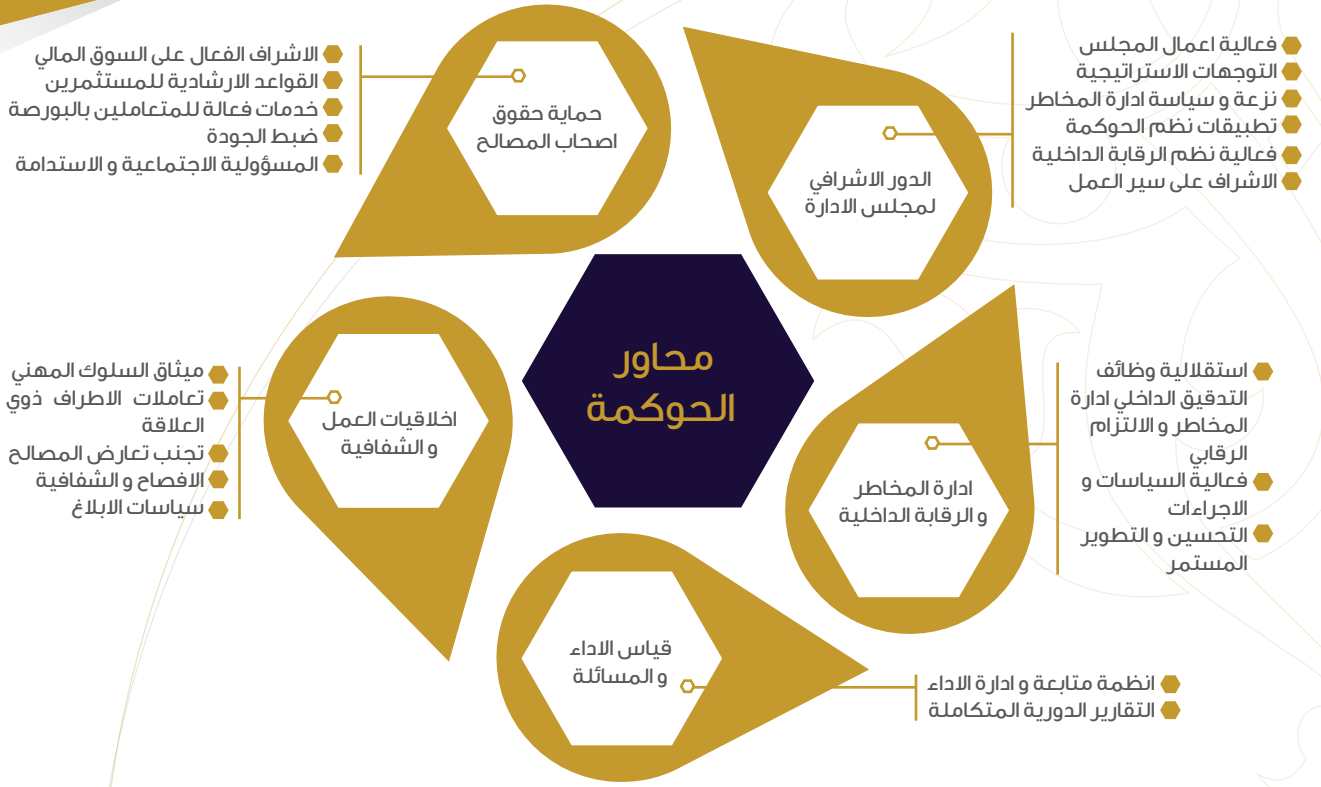 محاور
الحوكمة
الدور الاشرافي
لمجلس الادارة
فعالية اعمال المجلس
التوجهات الاستراتيجية
نزعة و سياسة ادارة المخاطر
تطبيقات نظم الحوكمة
فعالية نظم الرقابة الداخلية
الاشراف على سير العمل
ادارة المخاطر
و الرقابة الداخلية
استقلالية وظائف
التدقيق الداخلي ادارة
المخاطر و الالتزام
الرقابي
فعالية السياسات و
الاجراءات
التحسين و التطوير
المستمر
قياس الاداء
و المسائلة
انظمة متابعة و ادارة الاداء
التقارير الدورية المتكاملة
اخلاقيات العمل
و الشفافية
ميثاق السلوك المهني
تعاملات الاطراف ذوي
العلاقة
تجنب تعارض المصالح
الافصاح و الشفافية
سياسات الابلاغ
حماية حقوق
اصحاب المصالح
الاشراف الفعال على السوق المالي
القواعد الارشادية للمستثمرين
خدمات فعالة للمتعاملين بالبورصة
ضبط الجودة
المسؤولية الاجتماعية و الاستدامة